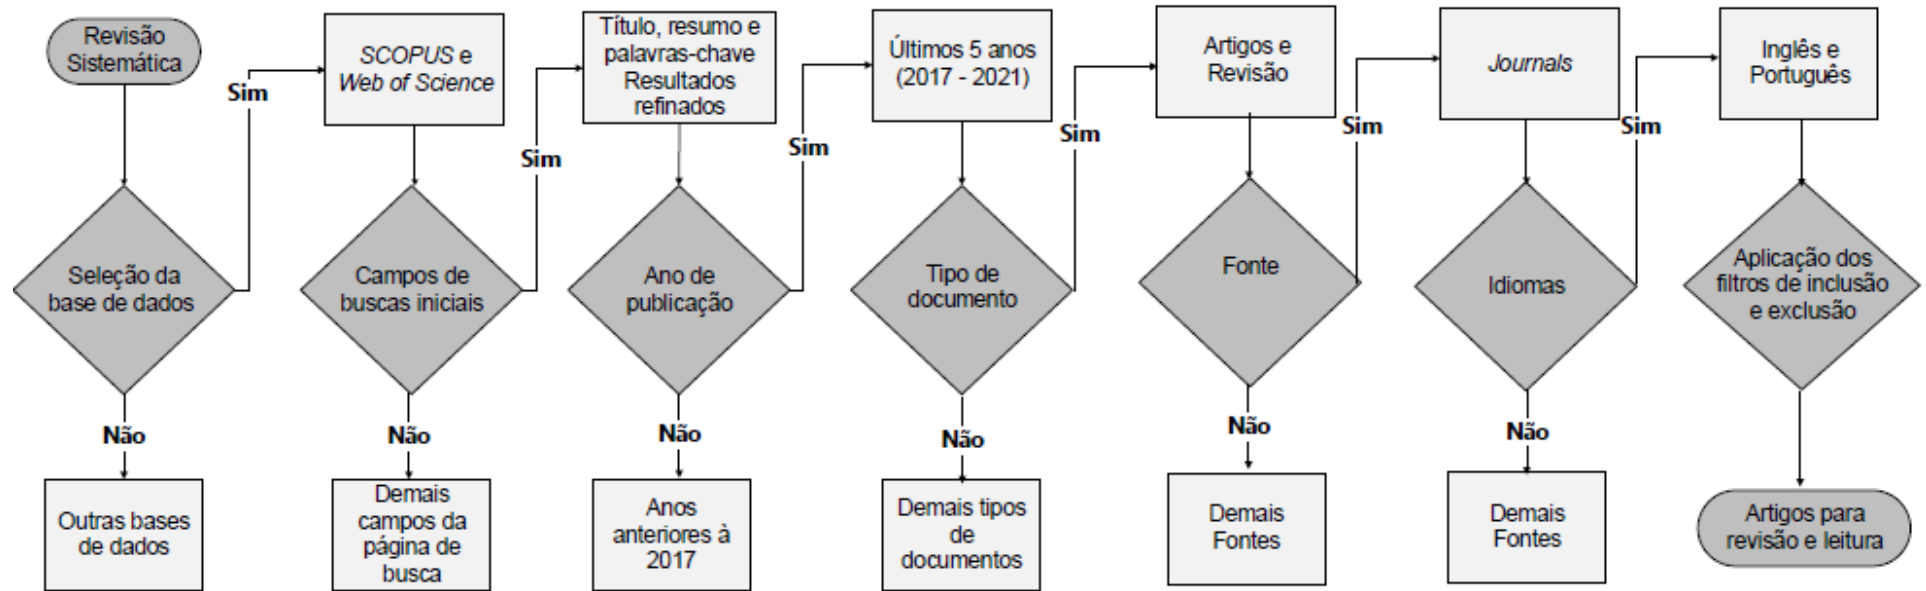 Revisão
Sistemática
Sim
Seleção da
base de dados
Não
Outras bases
de dados
SCOPUS e
Web of Science
Sim
Campos de
buscas iniciais
Não
Demais
campos da
página de
busca
Título, resumo e
palavras-chave
Resultados
refinados
Sim
Ano de
publicação
Não
Anos
anteriores à
2017
Últimos 5 anos
(2017 - 2021)
Sim
Tipo de
documento
Não
Demais tipos
de
documentos
Artigos e
Revisão
Sim
Fonte
Não
Demais
Fontes
Journals
Sim
Idiomas
Não
Demais
Fontes
Inglês e
Português
Aplicação dos
filtros de inclusão
e exclusão
Artigos para
revisão e leitura